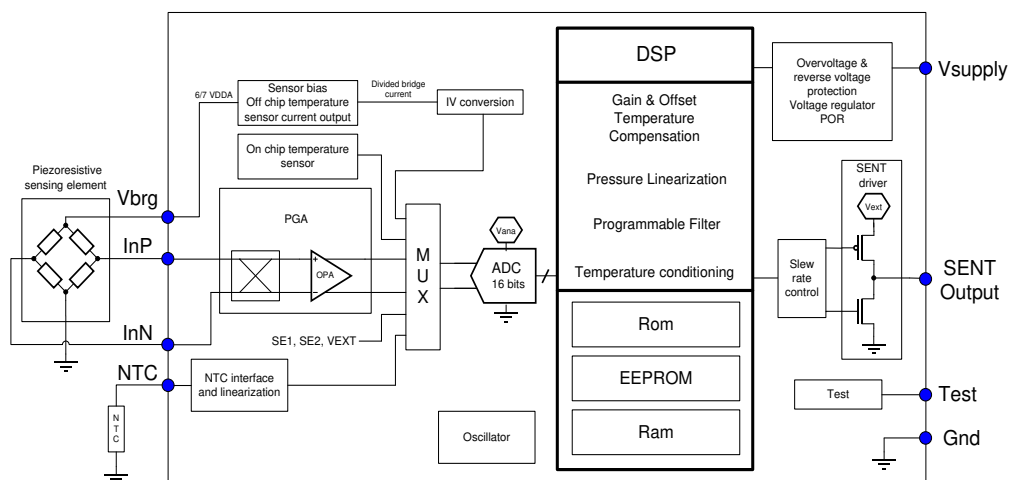 Piezoresistive
sensing element
Vbrg
InP
InN
NTC
N
T
C
6/7 VDDA
Sensor bias
Off chip temperature
sensor current output
Divided bridge
current
IV conversion
On chip temperature
sensor
PGA
+
OPA
−
SE1, SE2, VEXT
NTC interface
and linearization
M
U
X
Vana
ADC
16 bits
Oscillator
DSP
Gain & Offset
Temperature
Compensation
Pressure Linearization
Programmable Filter
Temperature conditioning
Rom
EEPROM
Ram
Overvoltage &
reverse voltage
protection
Voltage regulator
POR
Slew
rate
control
SENT
driver
Vext
Test
Vsupply
SENT
Output
Test
Gnd